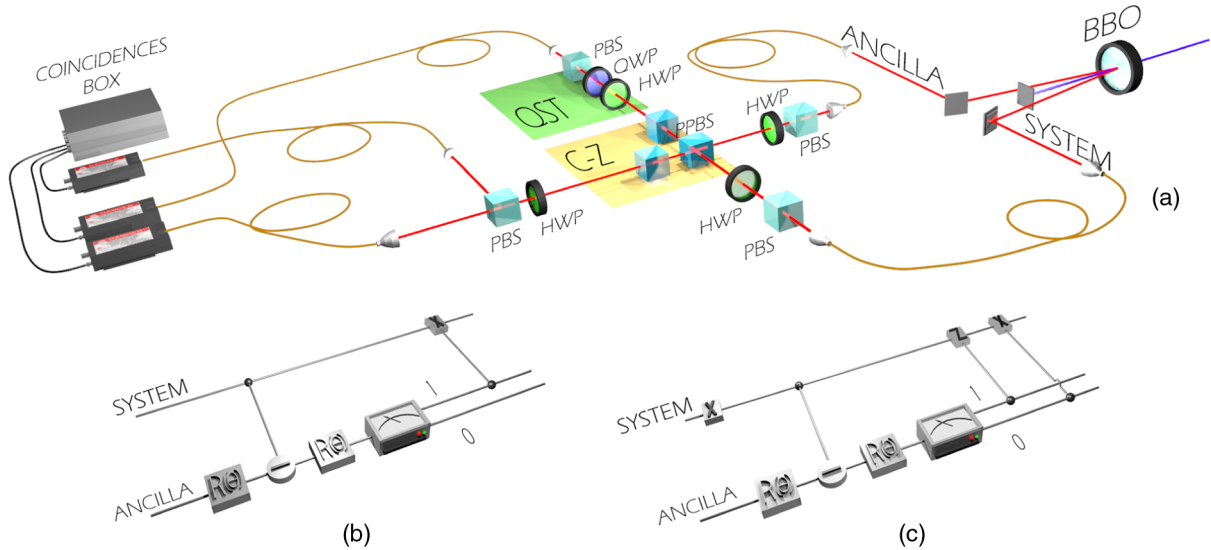 COINCIDENCES
BOX
PBS
QWP
HWP
QST
C-Z
PPBS
HWP
PBS
ANCILLA
BBO
SYSTEM
(a)
PBS
HWP
HWP
PBS
X
SYSTEM
1
0
R(Θ)
R(Θ)
ANCILLA
(b)
Z
X
SYSTEM
X
1
0
R(Θ)
R(Θ)
ANCILLA
(c)